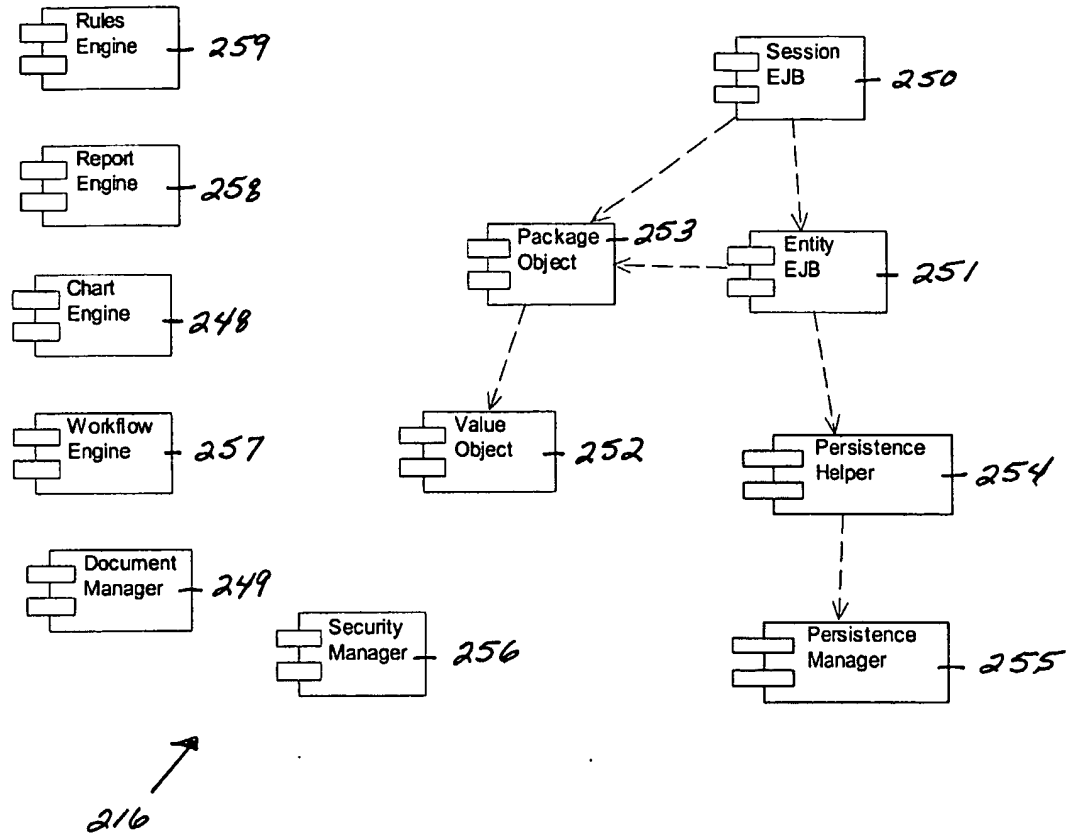 Rules
Engine
259
Session
EJB
250
Report
Engine
258
Package
Object
253
Entity
EJB
251
Chart
Engine
248
Workflow
Engine
257
Value
Object
252
Persistence
Helper
254
Document
Manager
249
Security
Manager
256
Persistence
Manager
255
216